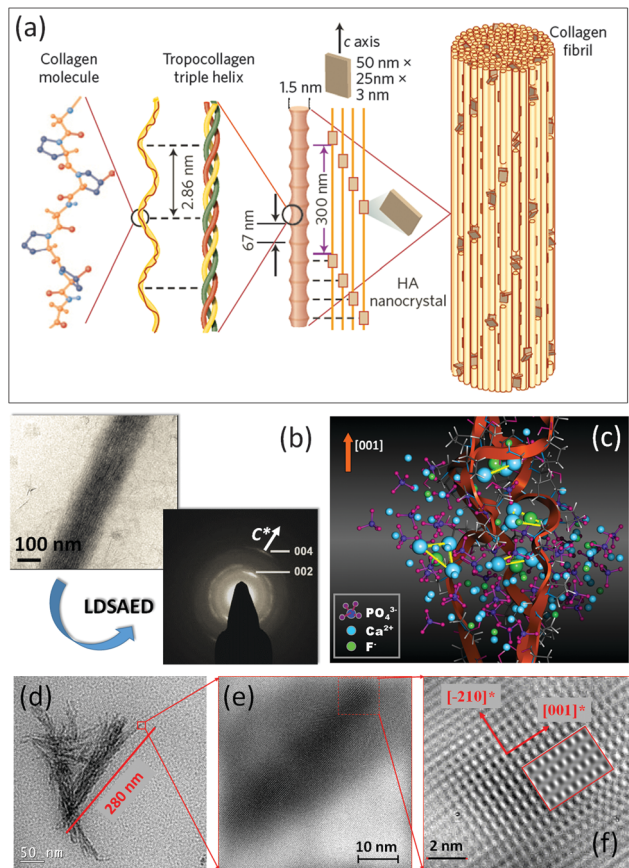 (a)
Collagen
molecule
Tropocollagen
triple helix
2.86 nm
1.5 nm
67 nm
c axis
50 nm ×
25nm ×
3 nm
300 nm
HA
nanocrystal
Collagen
fibril
(b)
100 nm
LDSAED
C*
004
002
(c)
[001]
PO₄³⁻
Ca²⁺
F⁻
(d)
280 nm
50 nm
(e)
10 nm
[-210]*
[001]*
2 nm
(f)